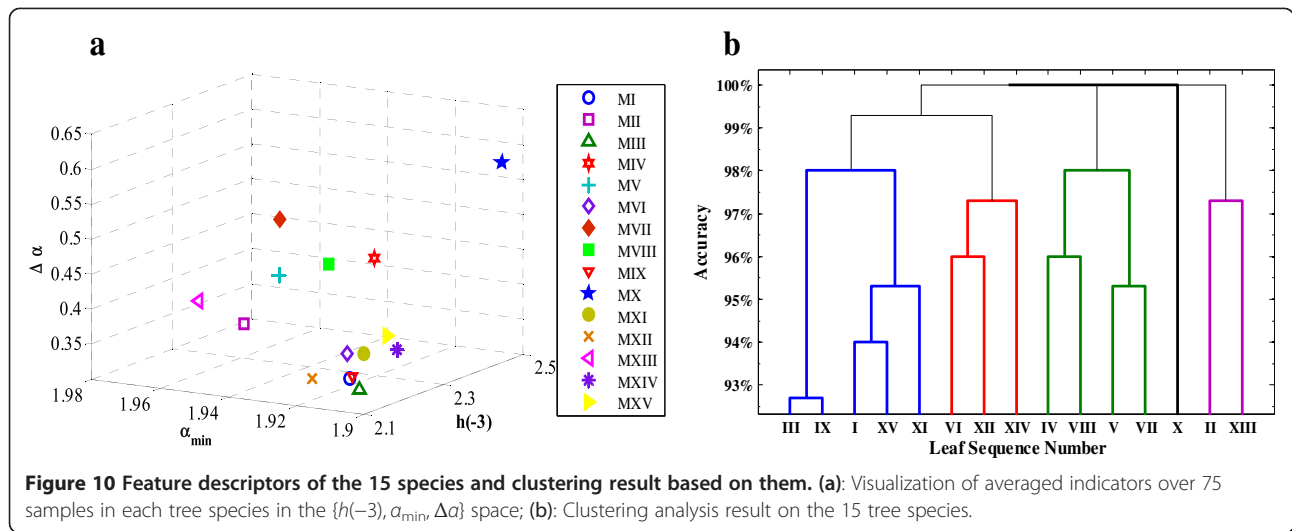 a
0.65
0.6
0.55
0.5
0.45
0.4
0.35
Δ α
1.98
1.96
1.94
1.92
1.9
α_min
2.1
2.3
2.5
h(-3)
MI
MII
MIII
MIV
MV
MVI
MVII
MVIII
MIX
MX
MXI
MXII
MXIII
MXIV
MXV
b
100%
99%
98%
97%
96%
95%
94%
93%
Accuracy
III IX I XV XI VI XII XIV IV VIII V VII X II XIII
Leaf Sequence Number
Figure 10 Feature descriptors of the 15 species and clustering result based on them. (a): Visualization of averaged indicators over 75
samples in each tree species in the {h(−3), α_min, Δα} space; (b): Clustering analysis result on the 15 tree species.